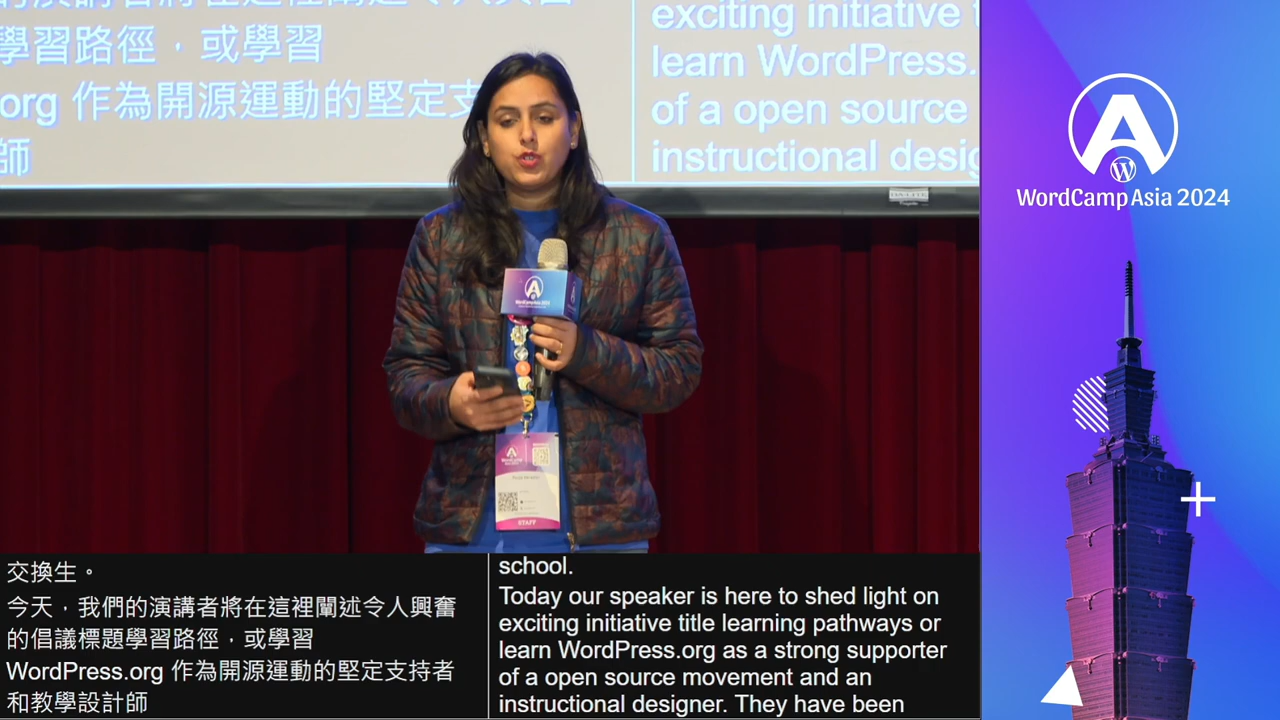 學習路徑，或學習
.org 作為開源運動的堅定支
師
exciting initiative
learn WordPress.
of a open source
instructional desig
WordCamp Asia 2024
WordCamp Asia 2024
STAFF
交換生。
今天，我們的演講者將在這裡闡述令人興奮
的倡議標題學習路徑，或學習
WordPress.org 作為開源運動的堅定支持者
和教學設計師
school.
Today our speaker is here to shed light on
exciting initiative title learning pathways or
learn WordPress.org as a strong supporter
of a open source movement and an
instructional designer. They have been